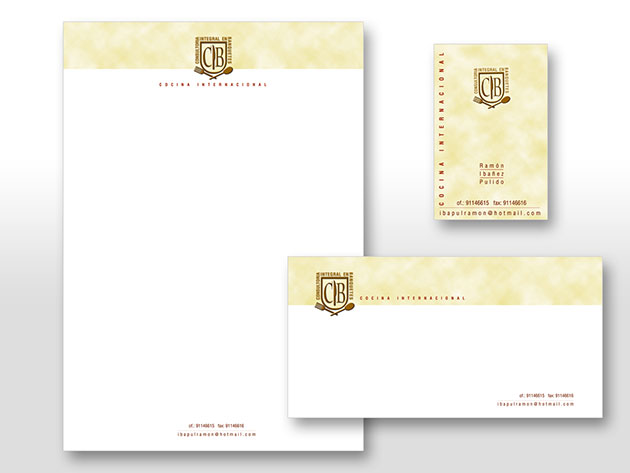 CONSULTORIA
INTEGRAL EN
BANQUETES
CIB
COCINA INTERNACIONAL
of.: 91146615 fax: 91146616
ibapulramon@hotmail.com
COCINA INTERNACIONAL
CONSULTORIA
INTEGRAL EN
BANQUETES
CIB
Ramón
Ibañez
Pulido
of.: 91146615 fax: 91146616
ibapulramon@hotmail.com
CONSULTORIA
INTEGRAL EN
BANQUETES
CIB
COCINA INTERNACIONAL
of.: 91146615 fax: 91146616
ibapulramon@hotmail.com